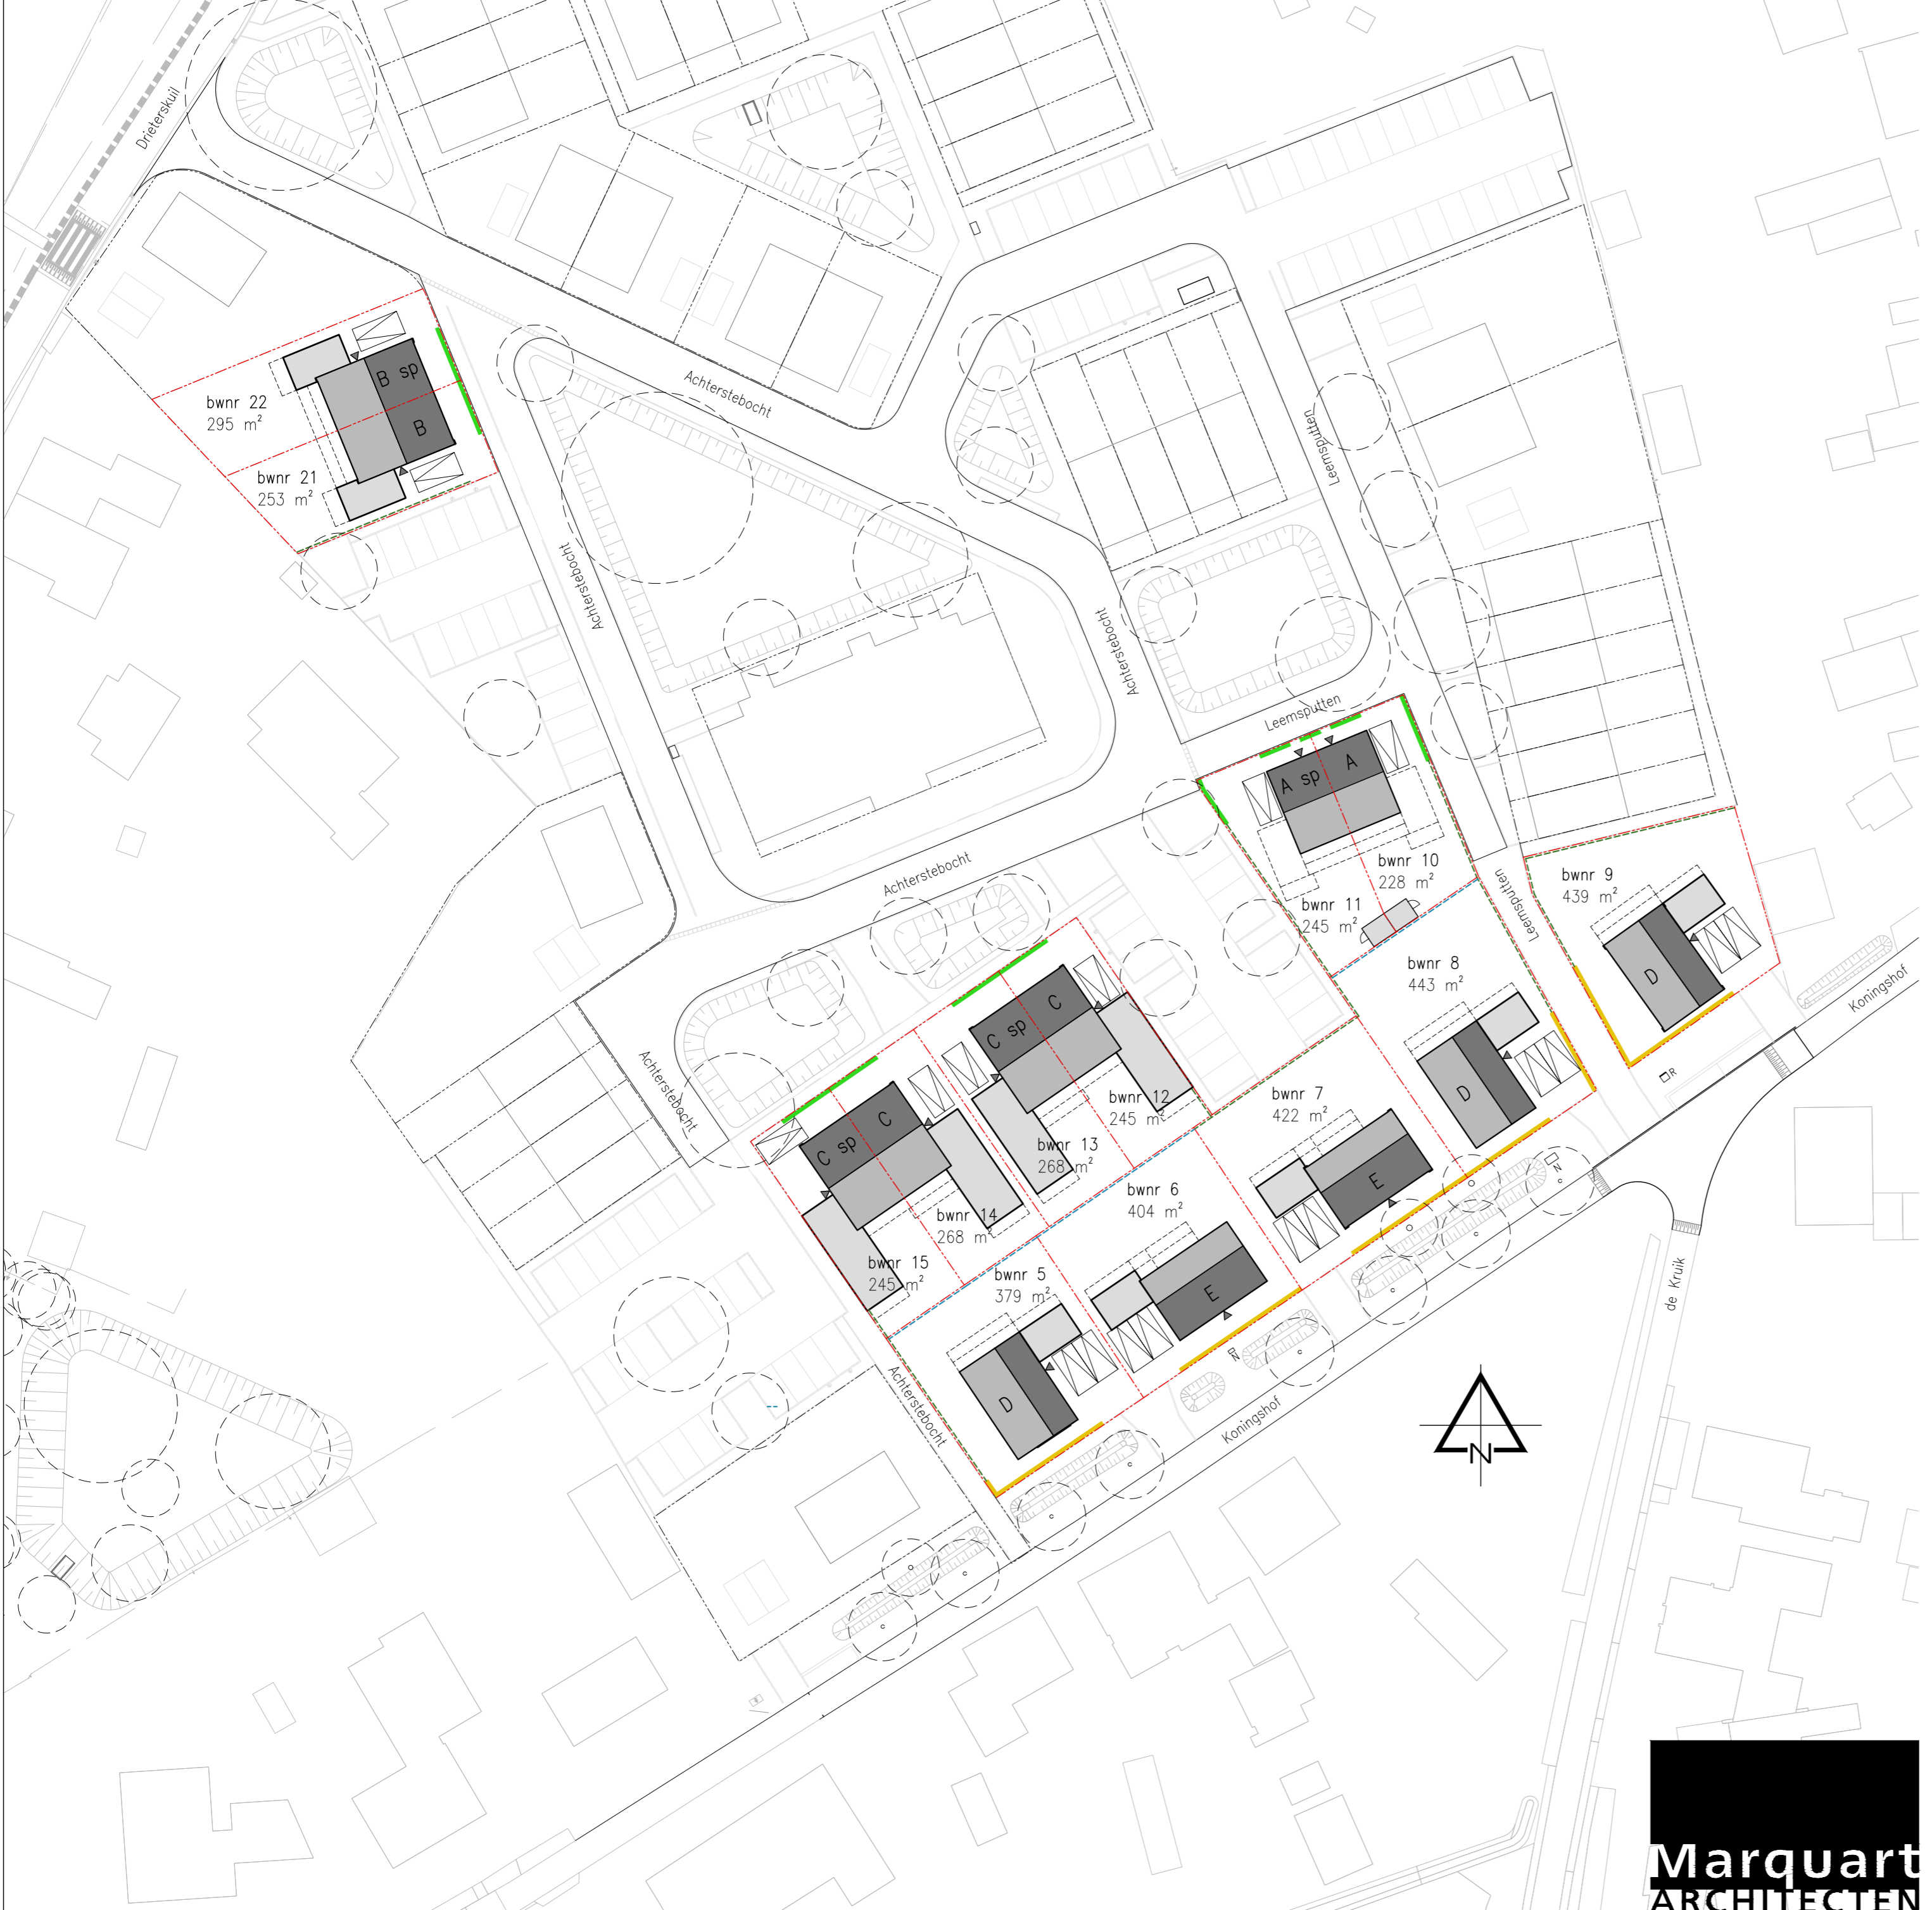 Drieterskuil
Achterstebocht
Leemsputten
B sp
B
bwnr 22
295 m²
bwnr 21
253 m²
Achterstebocht
Achterstebocht
Leemsputten
A sp
A
bwnr 10
228 m²
bwnr 11
245 m²
bwnr 9
439 m²
Leemsputten
D
Koningshof
Achterstebocht
bwnr 8
443 m²
D
C sp
C
bwnr 12
245 m²
bwnr 13
268 m²
bwnr 7
422 m²
E
R
N
Achterstebocht
C sp
C
bwnr 14
268 m
bwnr 15
245 m²
bwnr 6
404 m²
E
N
bwnr 5
379 m²
D
Achterstebocht
Koningshof
de Kruik
N
Marquart
ARCHITECTEN